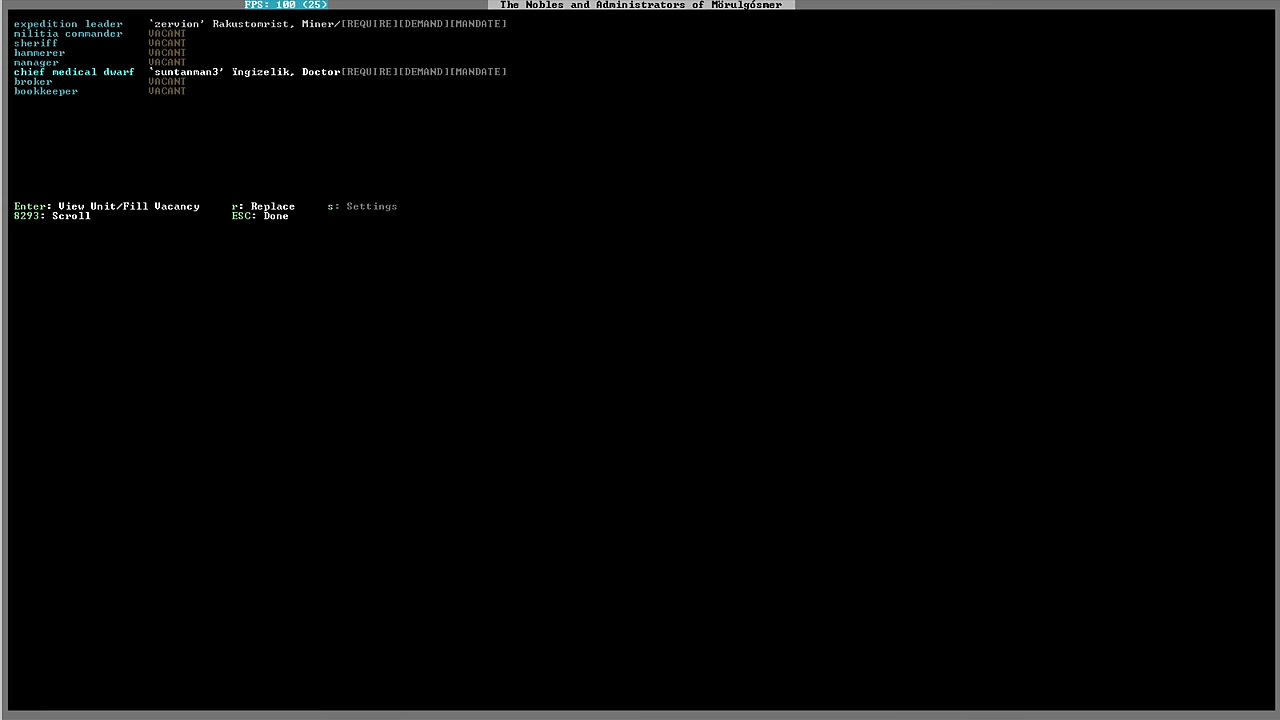 FPS: 100 (25) The Nobles and Administrators of Mörulgósmer
expedition leader `zervion' Rakustomrist, Miner/[REQUIRE][DEMAND][MANDATE]
militia commander VACANT
sheriff VACANT
hammerer VACANT
manager VACANT
chief medical dwarf `suntanman3' Ïngizelik, Doctor[REQUIRE][DEMAND][MANDATE]
broker VACANT
bookkeeper VACANT
Enter: View Unit/Fill Vacancy r: Replace s: Settings
8293: Scroll ESC: Done